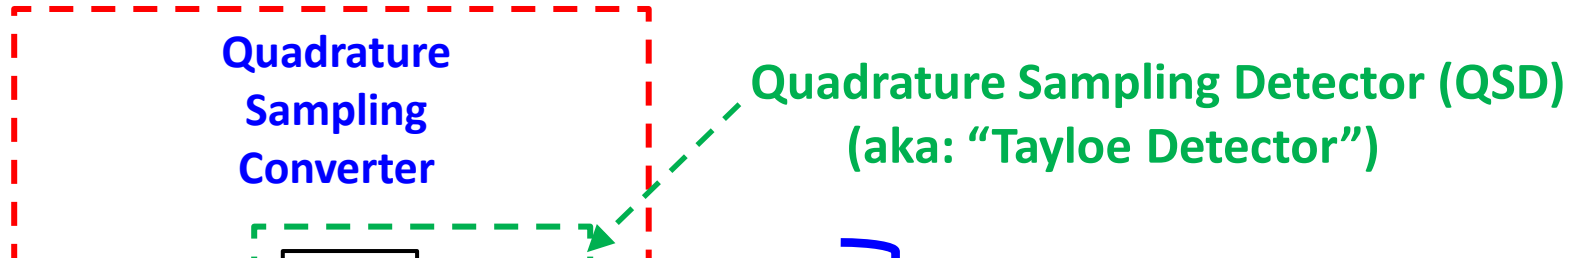 Quadrature
Sampling
Converter
Quadrature Sampling Detector (QSD)
(aka: “Tayloe Detector”)